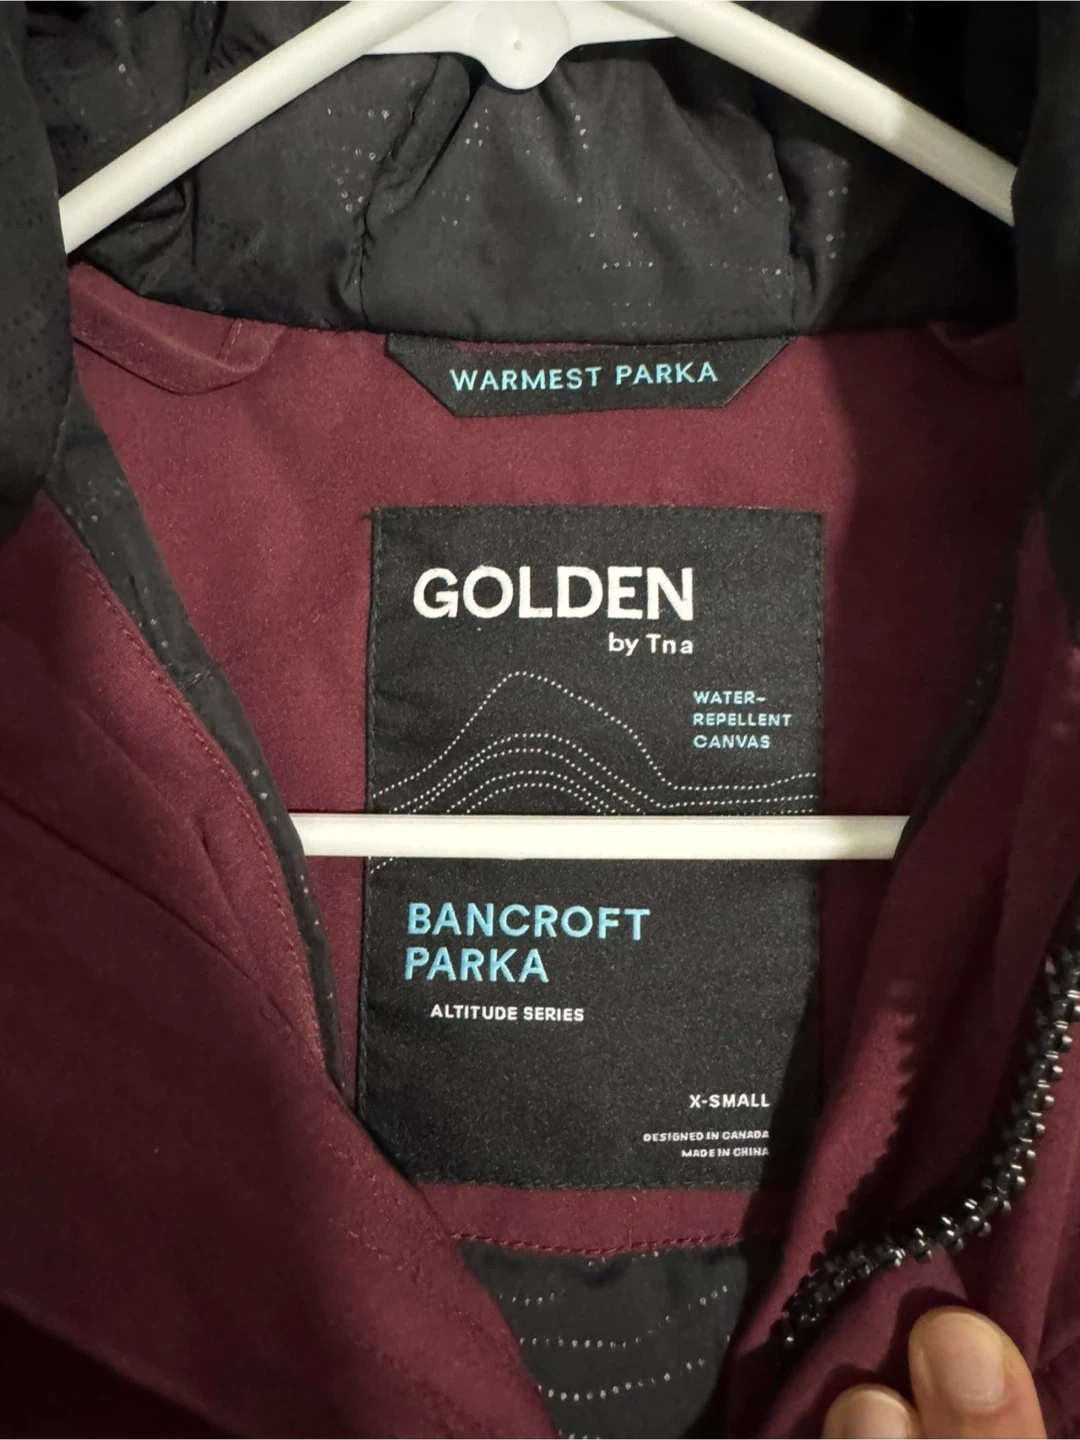 WARMEST PARKA
GOLDEN
by Tna
WATER-
REPELLENT
CANVAS
BANCROFT
PARKA
ALTITUDE SERIES
X-SMALL
DESIGNED IN CANADA
MADE IN CHINA